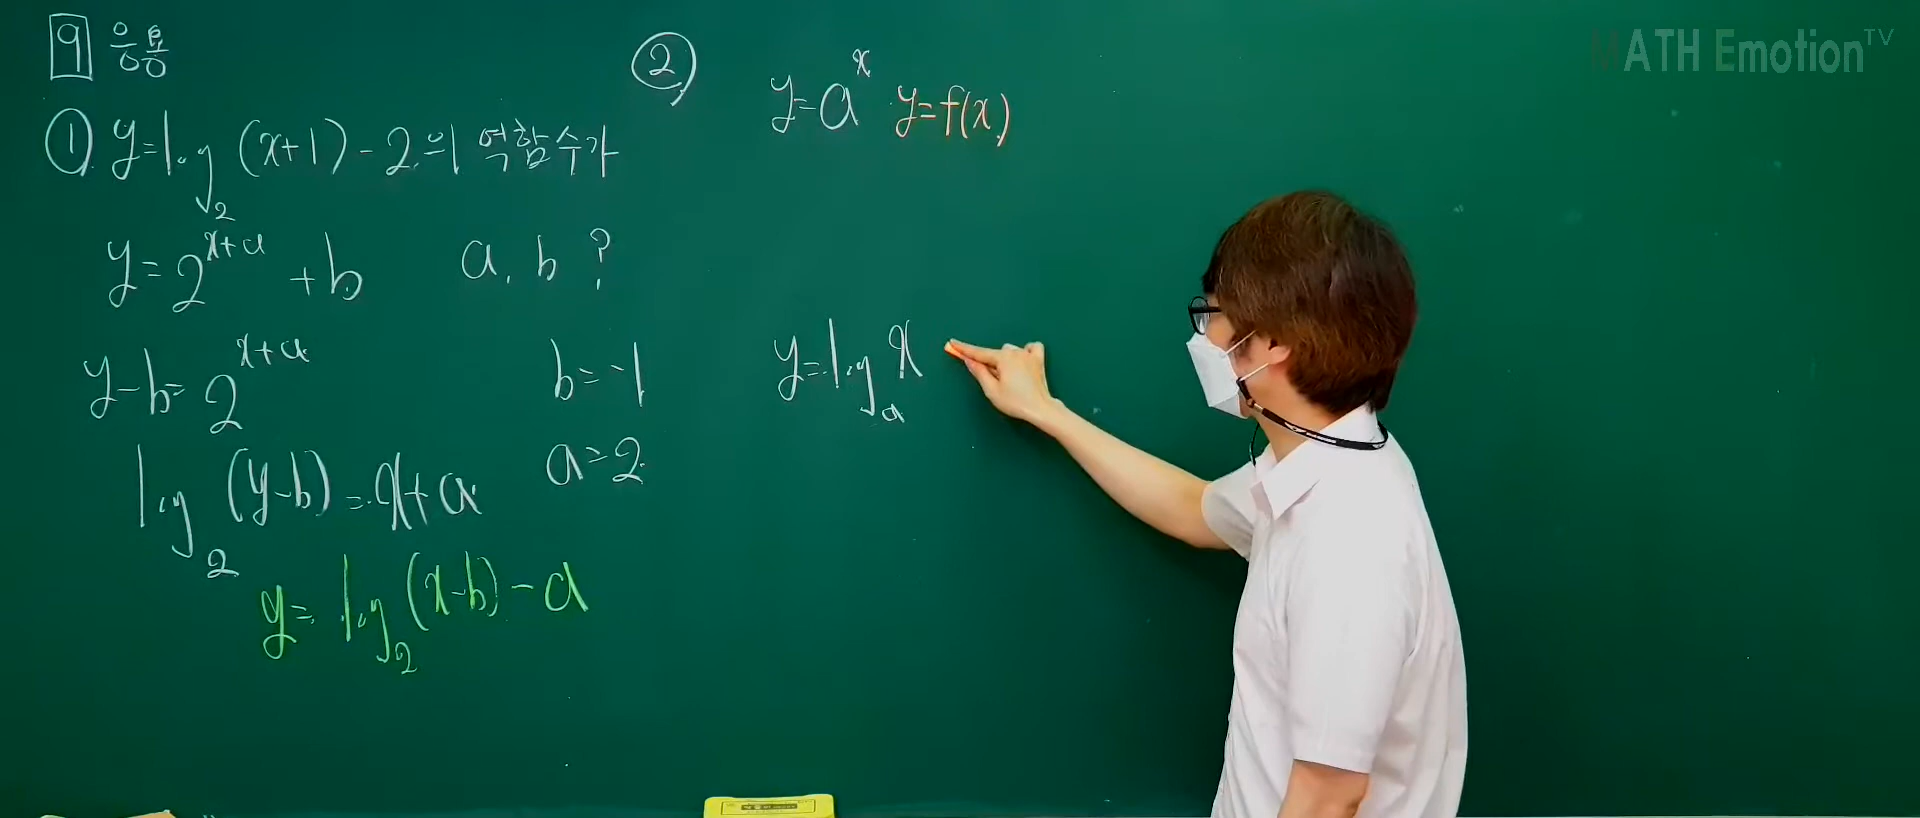 9 응용
① y=log₂(x+1)-2의 역함수가
y=2^{x+a}+b a, b ?
y-b=2^{x+a}
log₂(y-b)=x+a
y=log₂(x-b)-a
b=-1
a=2
② y=a^x y=f(x)
y=logₐx
MATH Emotion TV